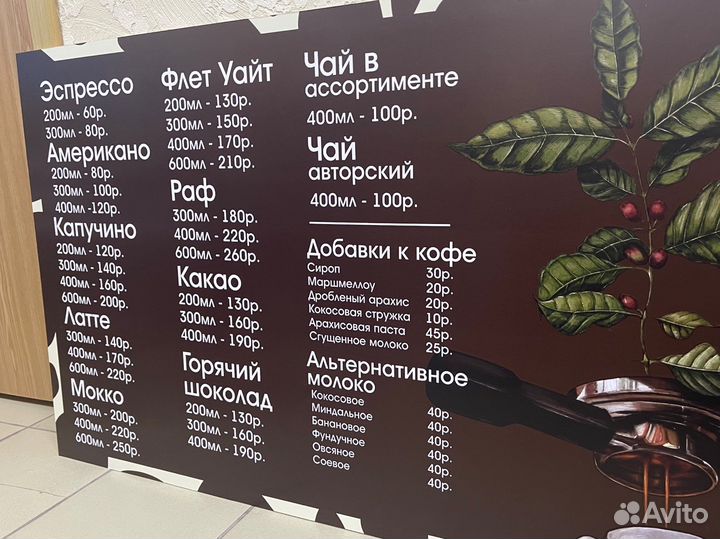 Эспрессо
200мл - 60р.
300мл - 80р.
Американо
200мл - 80р.
300мл - 100р.
400мл -120р.
Капучино
200мл - 120р.
300мл - 140р.
400мл - 160р.
600мл - 200р.
Латте
300мл - 140р.
400мл - 170р.
600мл - 220р.
Мокко
300мл - 200р.
400мл - 220р.
600мл - 250р.
Флет Уайт
200мл - 130р.
300мл - 150р.
400мл - 170р.
600мл - 210р.
Раф
300мл - 180р.
400мл - 220р.
600мл - 260р.
Какао
200мл - 130р.
300мл - 160р.
400мл - 190р.
Горячий
шоколад
200мл - 130р.
300мл - 160р.
400мл - 190р.
Чай в
ассортименте
400мл - 100р.
Чай
авторский
400мл - 100р.
Добавки к кофе
Сироп 30р.
Маршмеллоу 20р.
Дробленый арахис 20р.
Кокосовая стружка 10р.
Арахисовая паста 45р.
Сгущенное молоко 25р.
Альтернативное
молоко
Кокосовое 40р.
Миндальное 40р.
Банановое 40р.
Фундучное 40р.
Овсяное 40р.
Соевое 40р.
Avito